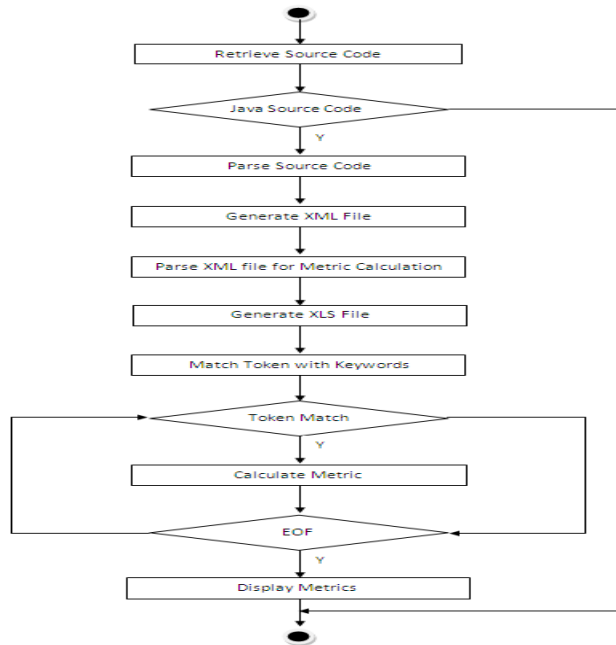 Retrieve Source Code
Java Source Code
Y
Parse Source Code
Generate XML File
Parse XML file for Metric Calculation
Generate XLS File
Match Token with Keywords
Token Match
Y
Calculate Metric
EOF
Y
Display Metrics